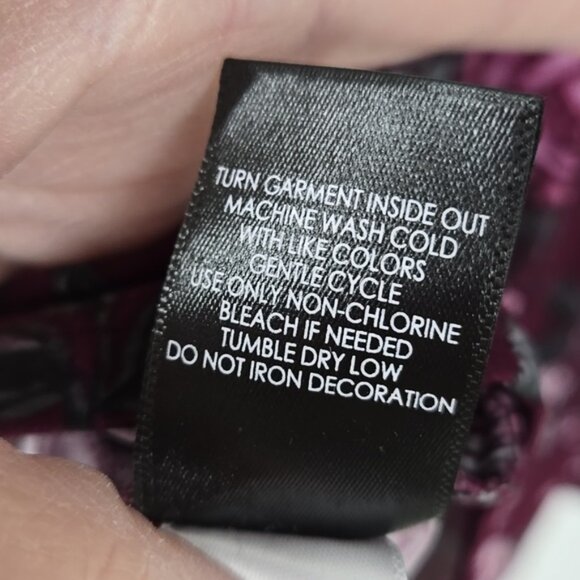 TURN GARMENT INSIDE OUT
MACHINE WASH COLD
WITH LIKE COLORS
GENTLE CYCLE
USE ONLY NON-CHLORINE
BLEACH IF NEEDED
TUMBLE DRY LOW
DO NOT IRON DECORATION